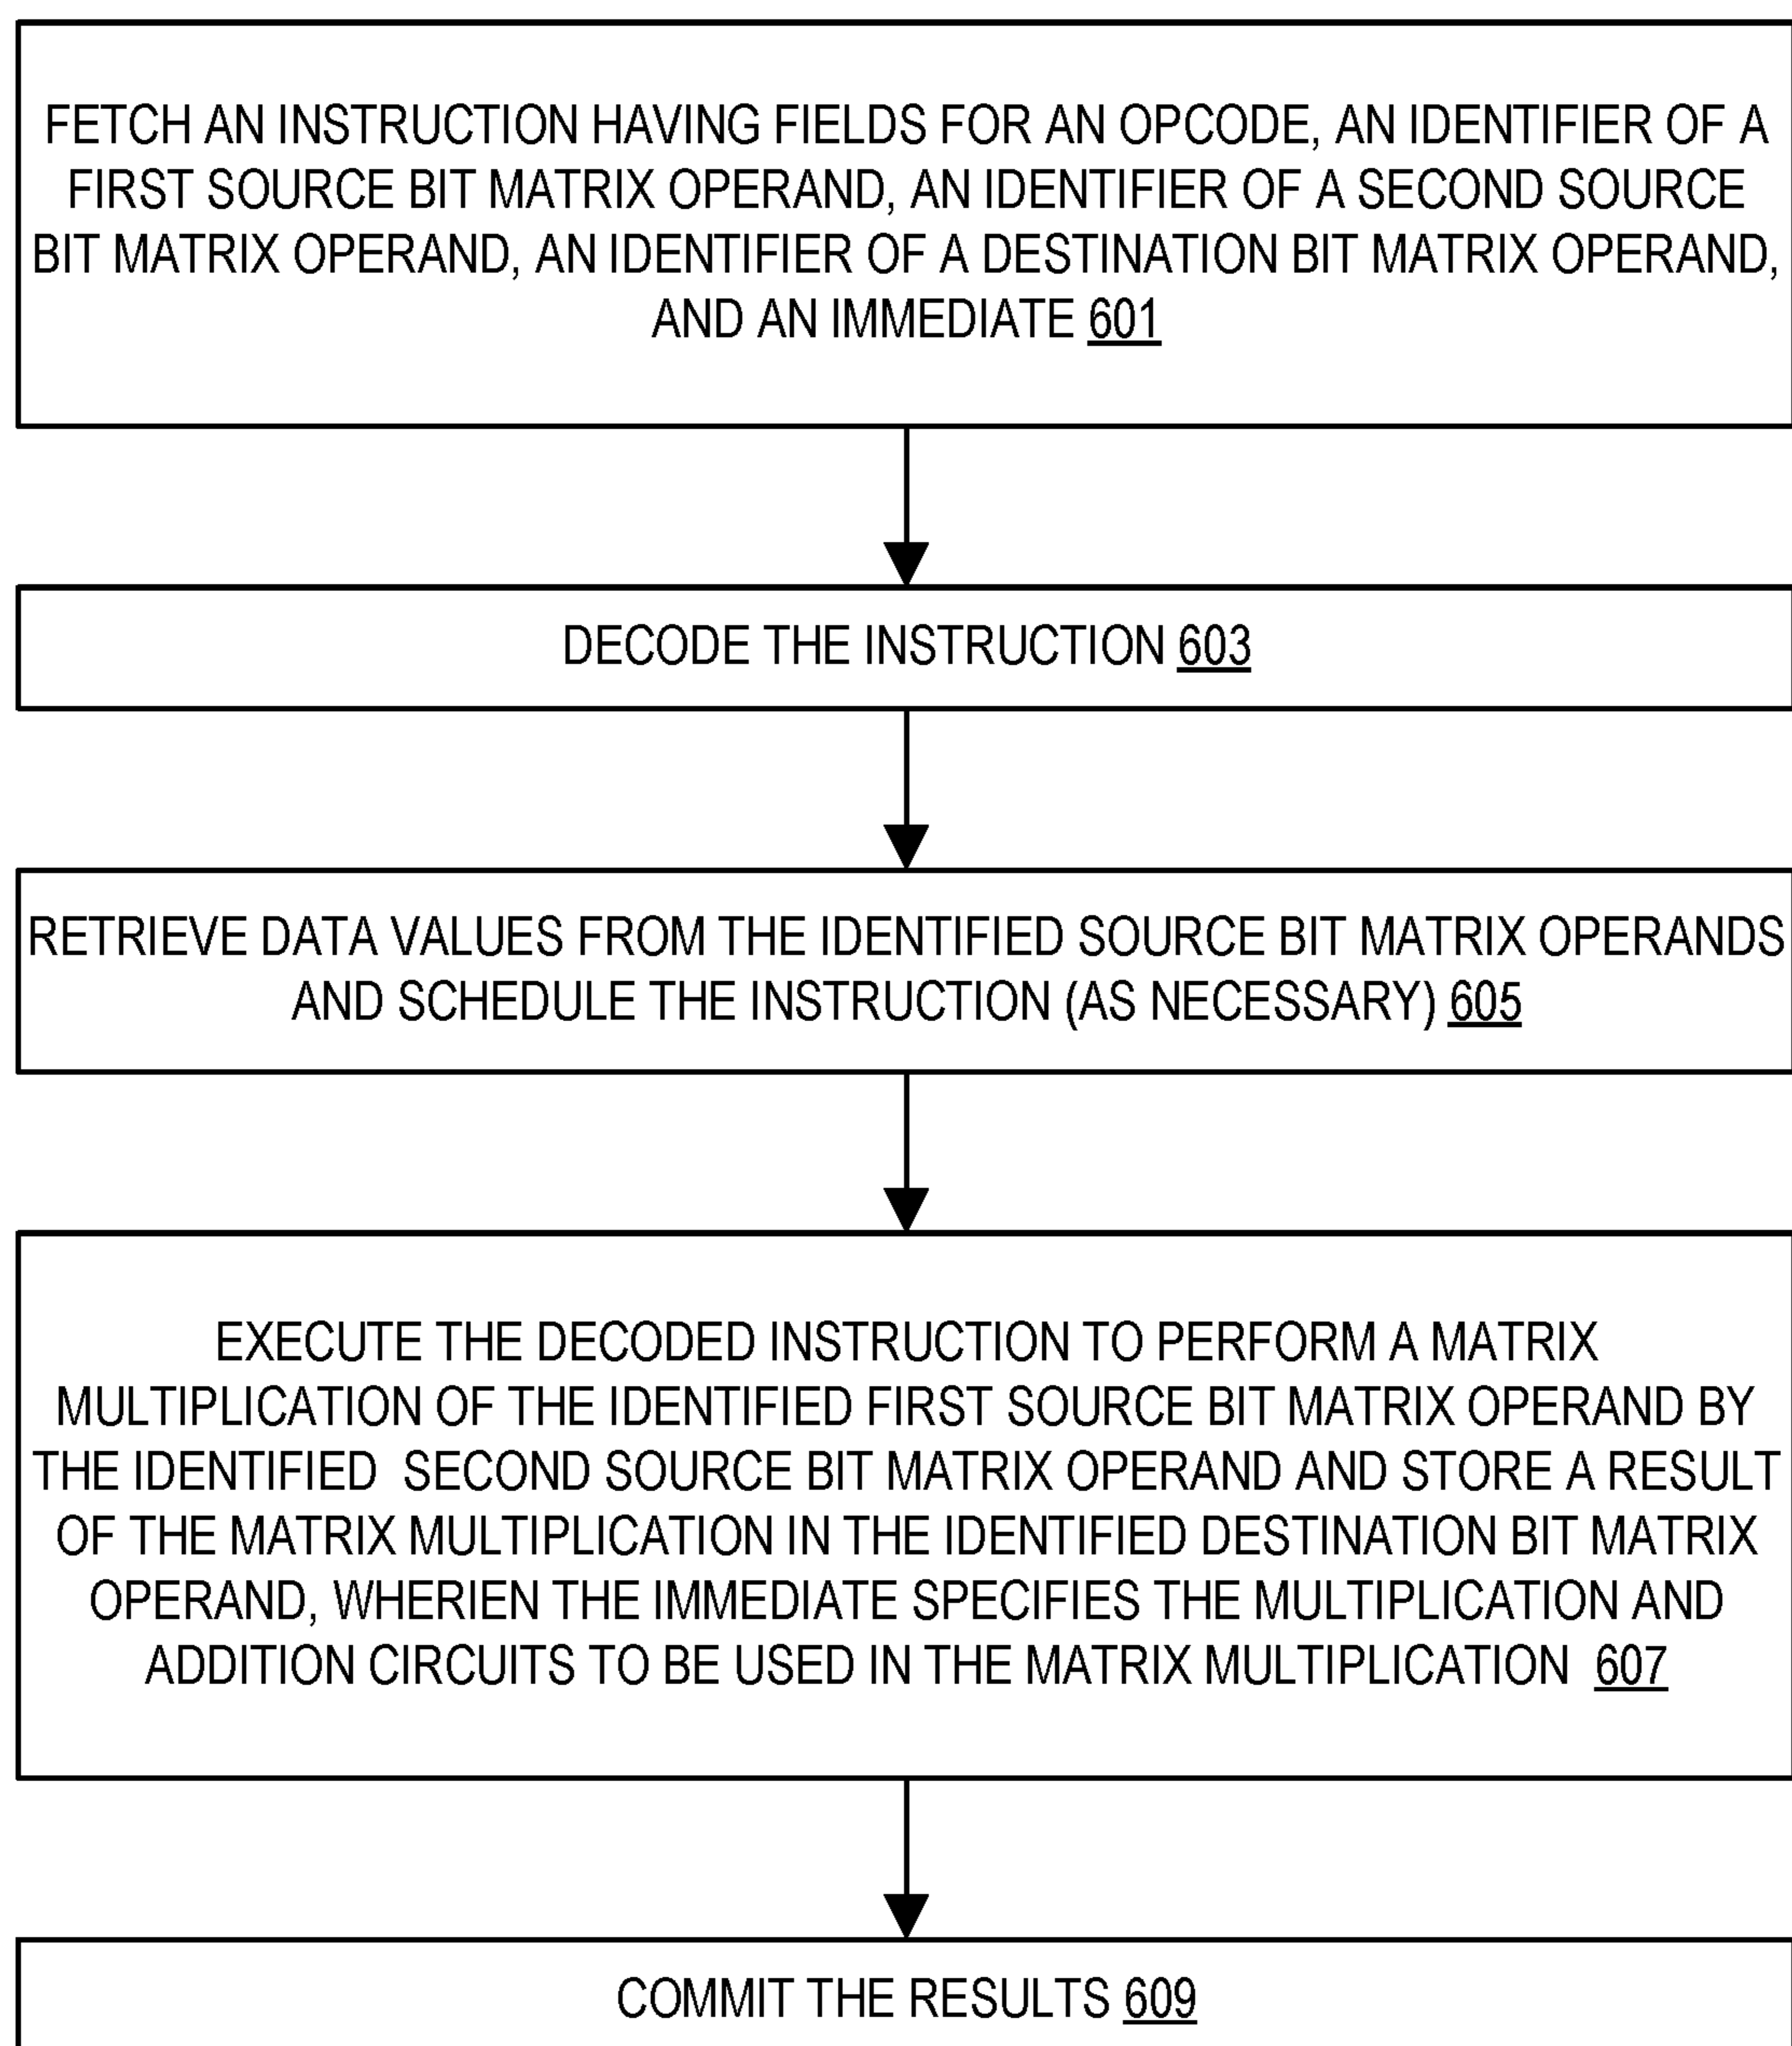 FETCH AN INSTRUCTION HAVING FIELDS FOR AN OPCODE, AN IDENTIFIER OF A
FIRST SOURCE BIT MATRIX OPERAND, AN IDENTIFIER OF A SECOND SOURCE
BIT MATRIX OPERAND, AN IDENTIFIER OF A DESTINATION BIT MATRIX OPERAND,
AND AN IMMEDIATE 601
DECODE THE INSTRUCTION 603
RETRIEVE DATA VALUES FROM THE IDENTIFIED SOURCE BIT MATRIX OPERANDS
AND SCHEDULE THE INSTRUCTION (AS NECESSARY) 605
EXECUTE THE DECODED INSTRUCTION TO PERFORM A MATRIX
MULTIPLICATION OF THE IDENTIFIED FIRST SOURCE BIT MATRIX OPERAND BY
THE IDENTIFIED SECOND SOURCE BIT MATRIX OPERAND AND STORE A RESULT
OF THE MATRIX MULTIPLICATION IN THE IDENTIFIED DESTINATION BIT MATRIX
OPERAND, WHERIEN THE IMMEDIATE SPECIFIES THE MULTIPLICATION AND
ADDITION CIRCUITS TO BE USED IN THE MATRIX MULTIPLICATION 607
COMMIT THE RESULTS 609